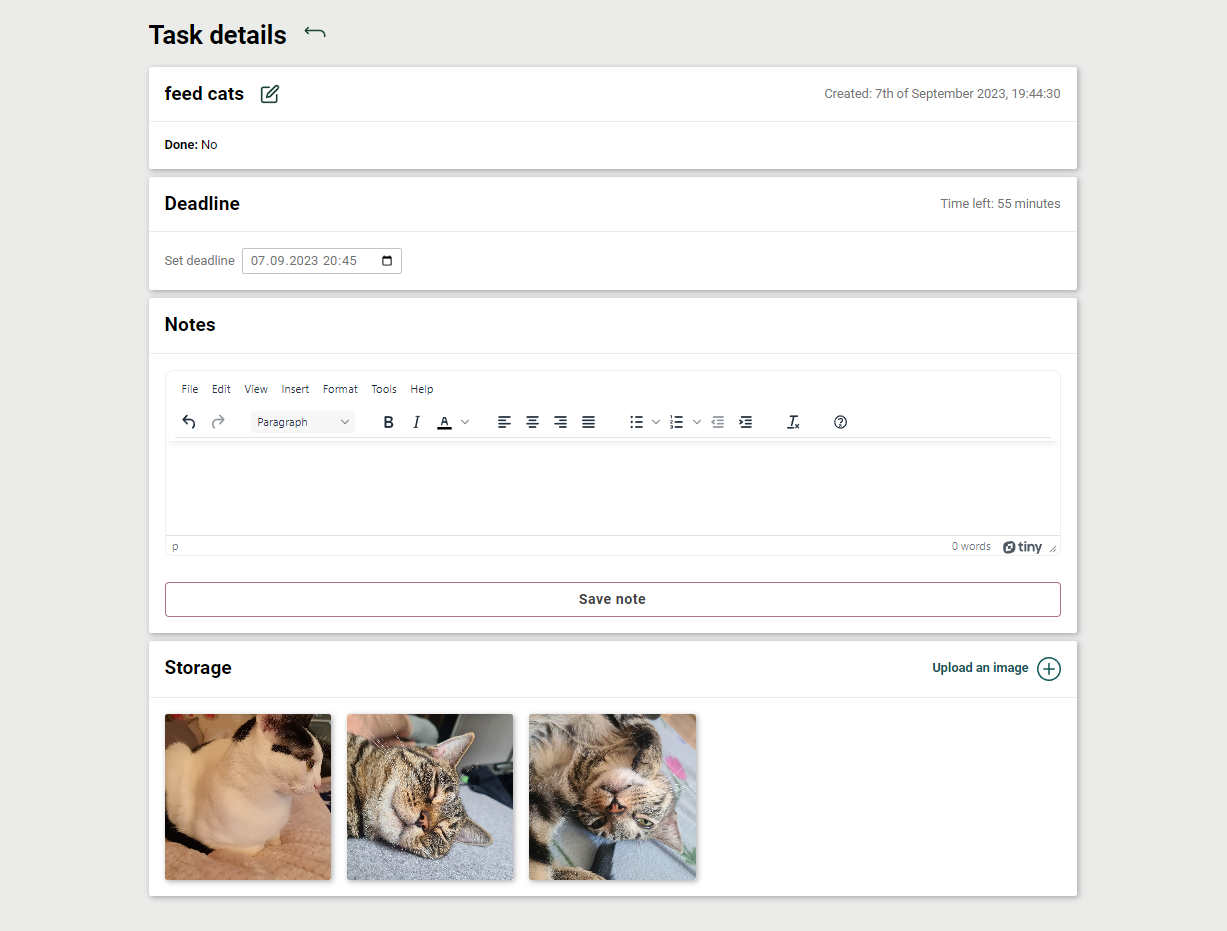 Task details
feed cats
Created: 7th of September 2023, 19:44:30
Done: No
Deadline
Time left: 55 minutes
Set deadline 07.09.2023 20:45
Notes
File Edit View Insert Format Tools Help
Paragraph B I A
p
0 words tiny
Save note
Storage
Upload an image